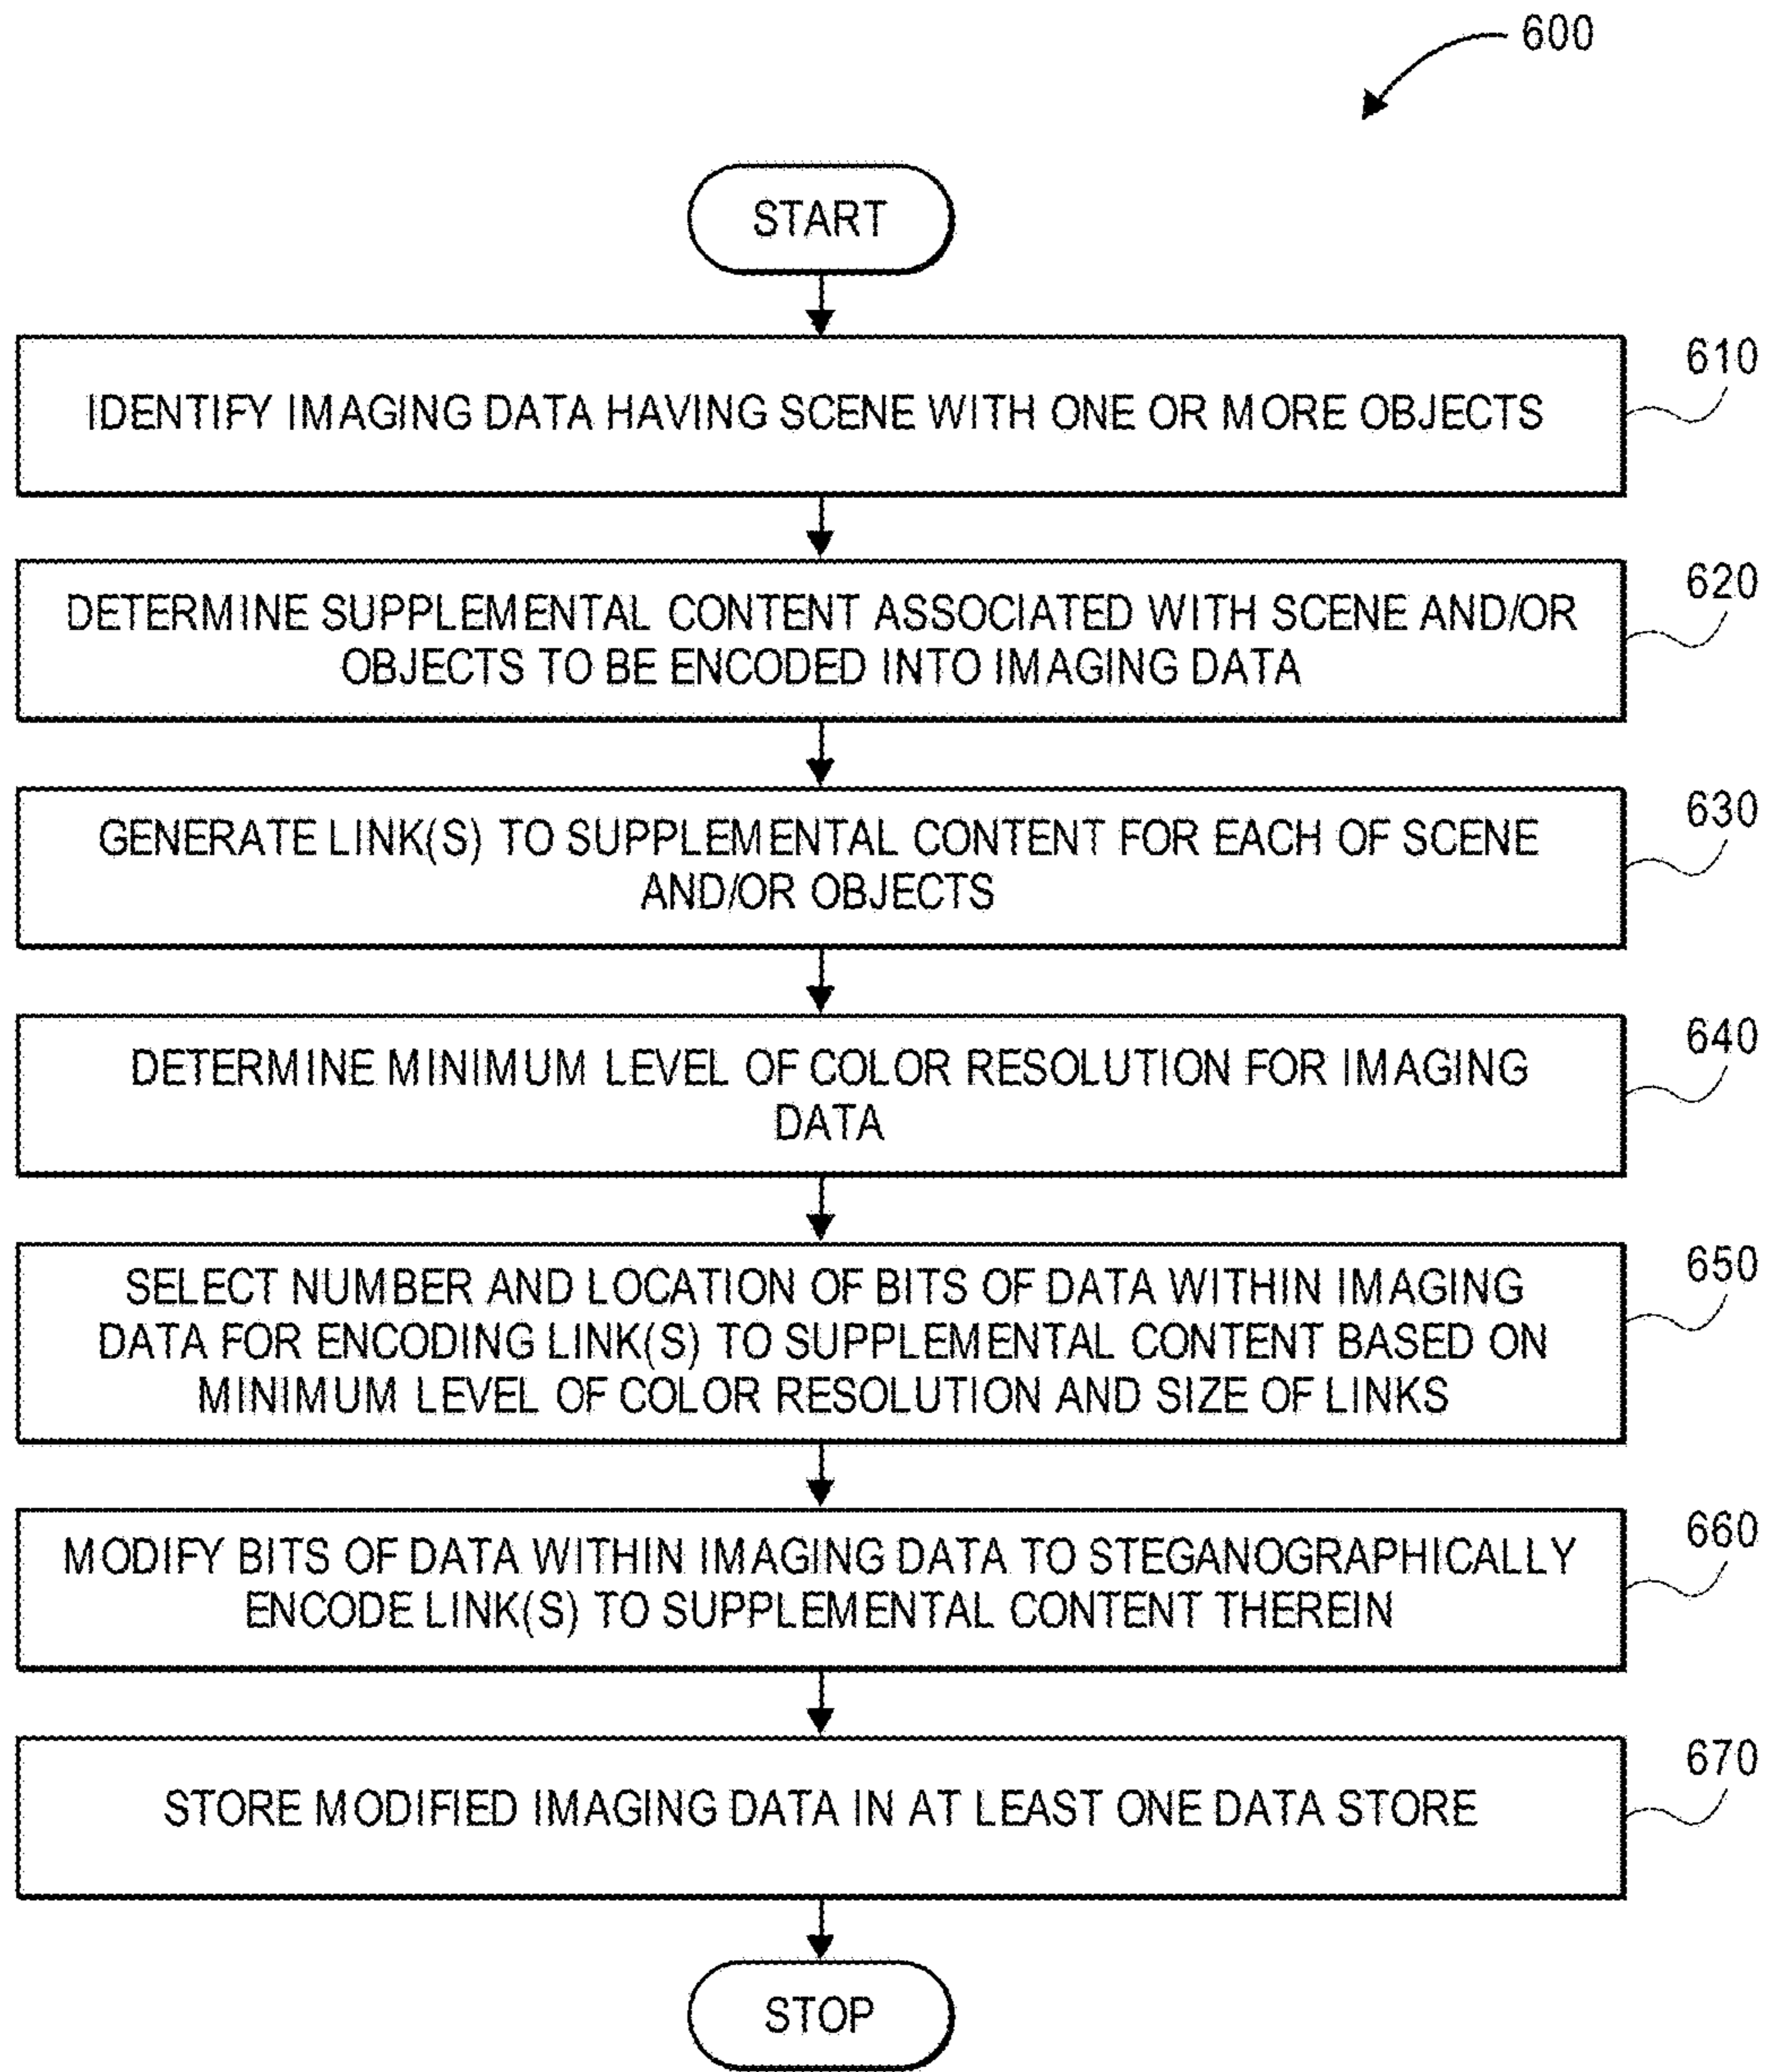 600
START
610
IDENTIFY IMAGING DATA HAVING SCENE WITH ONE OR MORE OBJECTS
620
DETERMINE SUPPLEMENTAL CONTENT ASSOCIATED WITH SCENE AND/OR
OBJECTS TO BE ENCODED INTO IMAGING DATA
630
GENERATE LINK(S) TO SUPPLEMENTAL CONTENT FOR EACH OF SCENE
AND/OR OBJECTS
640
DETERMINE MINIMUM LEVEL OF COLOR RESOLUTION FOR IMAGING
DATA
650
SELECT NUMBER AND LOCATION OF BITS OF DATA WITHIN IMAGING
DATA FOR ENCODING LINK(S) TO SUPPLEMENTAL CONTENT BASED ON
MINIMUM LEVEL OF COLOR RESOLUTION AND SIZE OF LINKS
660
MODIFY BITS OF DATA WITHIN IMAGING DATA TO STEGANOGRAPHICALLY
ENCODE LINK(S) TO SUPPLEMENTAL CONTENT THEREIN
670
STORE MODIFIED IMAGING DATA IN AT LEAST ONE DATA STORE
STOP